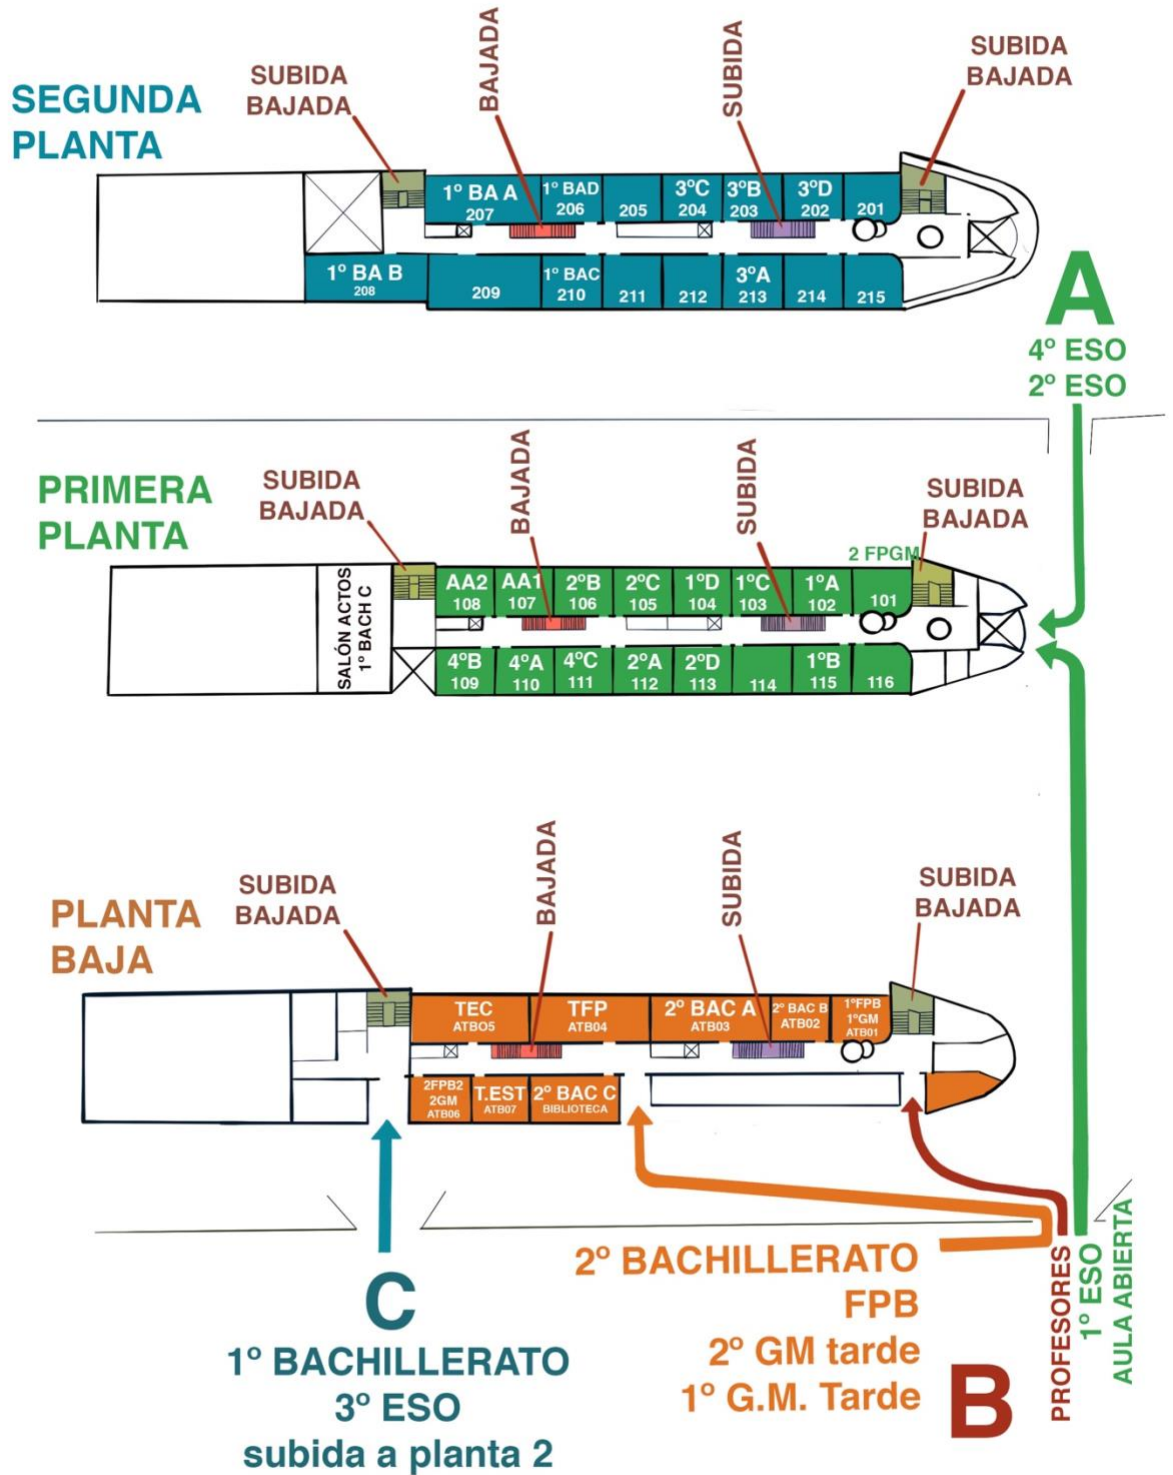 SEGUNDA
PLANTA
SUBIDA
BAJADA
BAJADA
SUBIDA
SUBIDA
BAJADA
1º BA A
207
1º BAD
206
205
3ºC
204
3ºB
203
3ºD
202
201
1º BA B
208
209
1º BAC
210
211
212
3ºA
213
214
215
A
4º ESO
2º ESO
PRIMERA
PLANTA
SUBIDA
BAJADA
BAJADA
SUBIDA
SUBIDA
BAJADA
2 FPGM
SALÓN ACTOS
1º BACH C
AA2
108
AA1
107
2ºB
106
2ºC
105
1ºD
104
1ºC
103
1ºA
102
101
4ºB
109
4ºA
110
4ºC
111
2ºA
112
2ºD
113
114
1ºB
115
116
PLANTA
BAJA
SUBIDA
BAJADA
BAJADA
SUBIDA
SUBIDA
BAJADA
TEC
ATBO5
TFP
ATB04
2º BAC A
ATB03
2º BAC B
ATB02
1ºFPB
1ºGM
ATB01
2FPB2
2GM
ATB06
T.EST
ATB07
2º BAC C
BIBLIOTECA
C
1º BACHILLERATO
3º ESO
subida a planta 2
2º BACHILLERATO
FPB
2º GM tarde
1º G.M. Tarde
B
PROFESORES
1º ESO
AULA ABIERTA